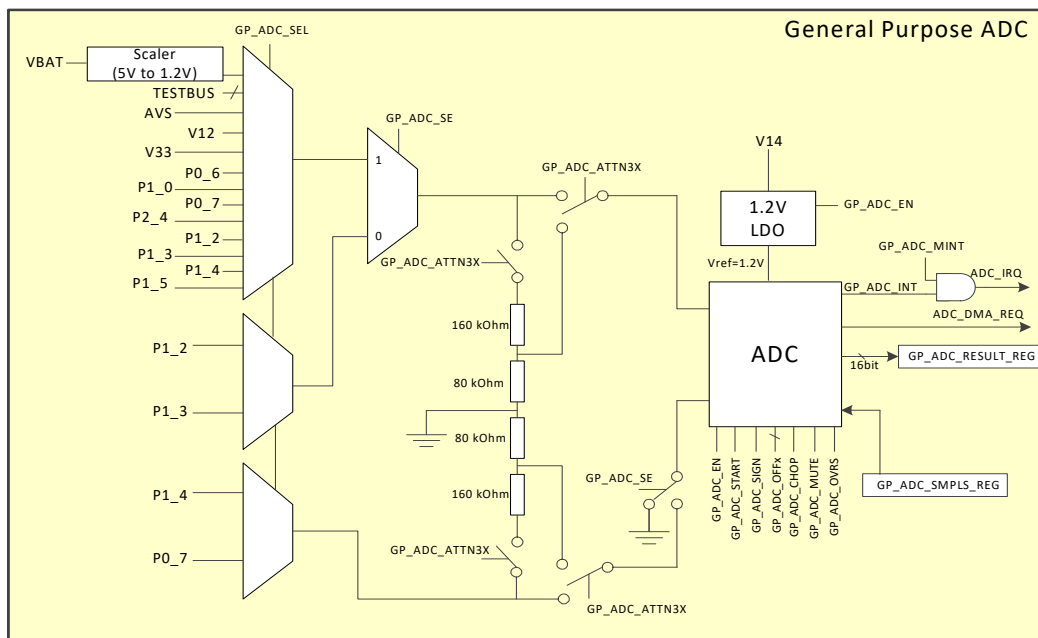 General Purpose ADC
GP_ADC_SEL
VBAT
Scaler
(5V to 1.2V)
TESTBUS
AVS
V12
V33
P0_6
P1_0
P0_7
P2_4
P1_2
P1_3
P1_4
P1_5
GP_ADC_SE
1
0
GP_ADC_ATTN3X
GP_ADC_ATTN3X
160 kOhm
80 kOhm
80 kOhm
160 kOhm
V14
1.2V
LDO
GP_ADC_EN
Vref=1.2V
GP_ADC_MINT
GP_ADC_INT
ADC_IRQ
ADC_DMA_REQ
ADC
16bit
GP_ADC_RESULT_REG
P1_2
P1_3
GP_ADC_SE
GP_ADC_EN
GP_ADC_START
GP_ADC_SIGN
GP_ADC_OFFx
GP_ADC_CHOP
GP_ADC_MUTE
GP_ADC_OVRS
GP_ADC_SMPLS_REG
P1_4
P0_7
GP_ADC_ATTN3X
GP_ADC_ATTN3X